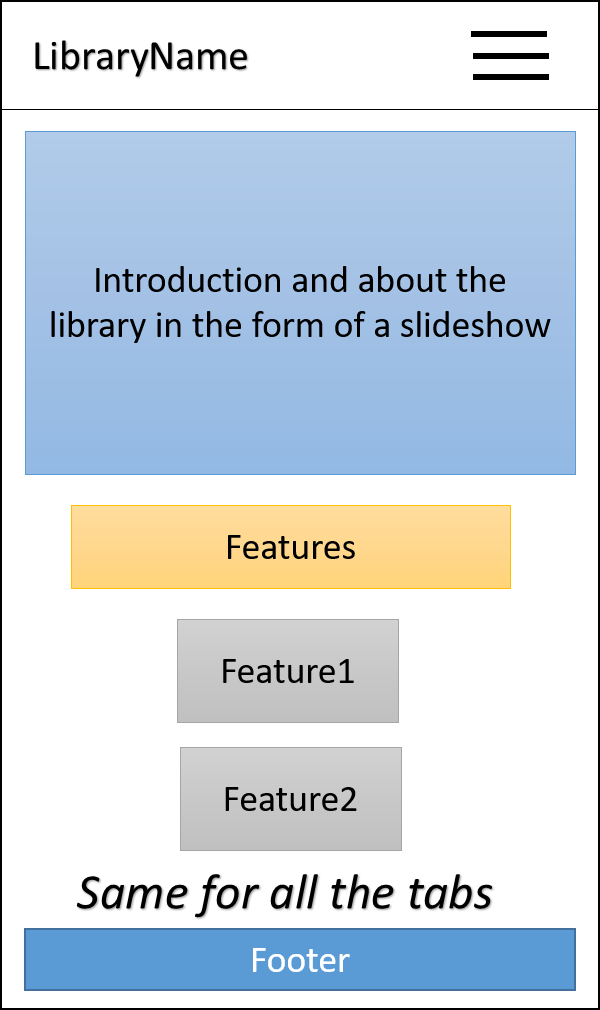 LibraryName
Introduction and about the
library in the form of a slideshow
Features
Feature1
Feature2
Same for all the tabs
Footer